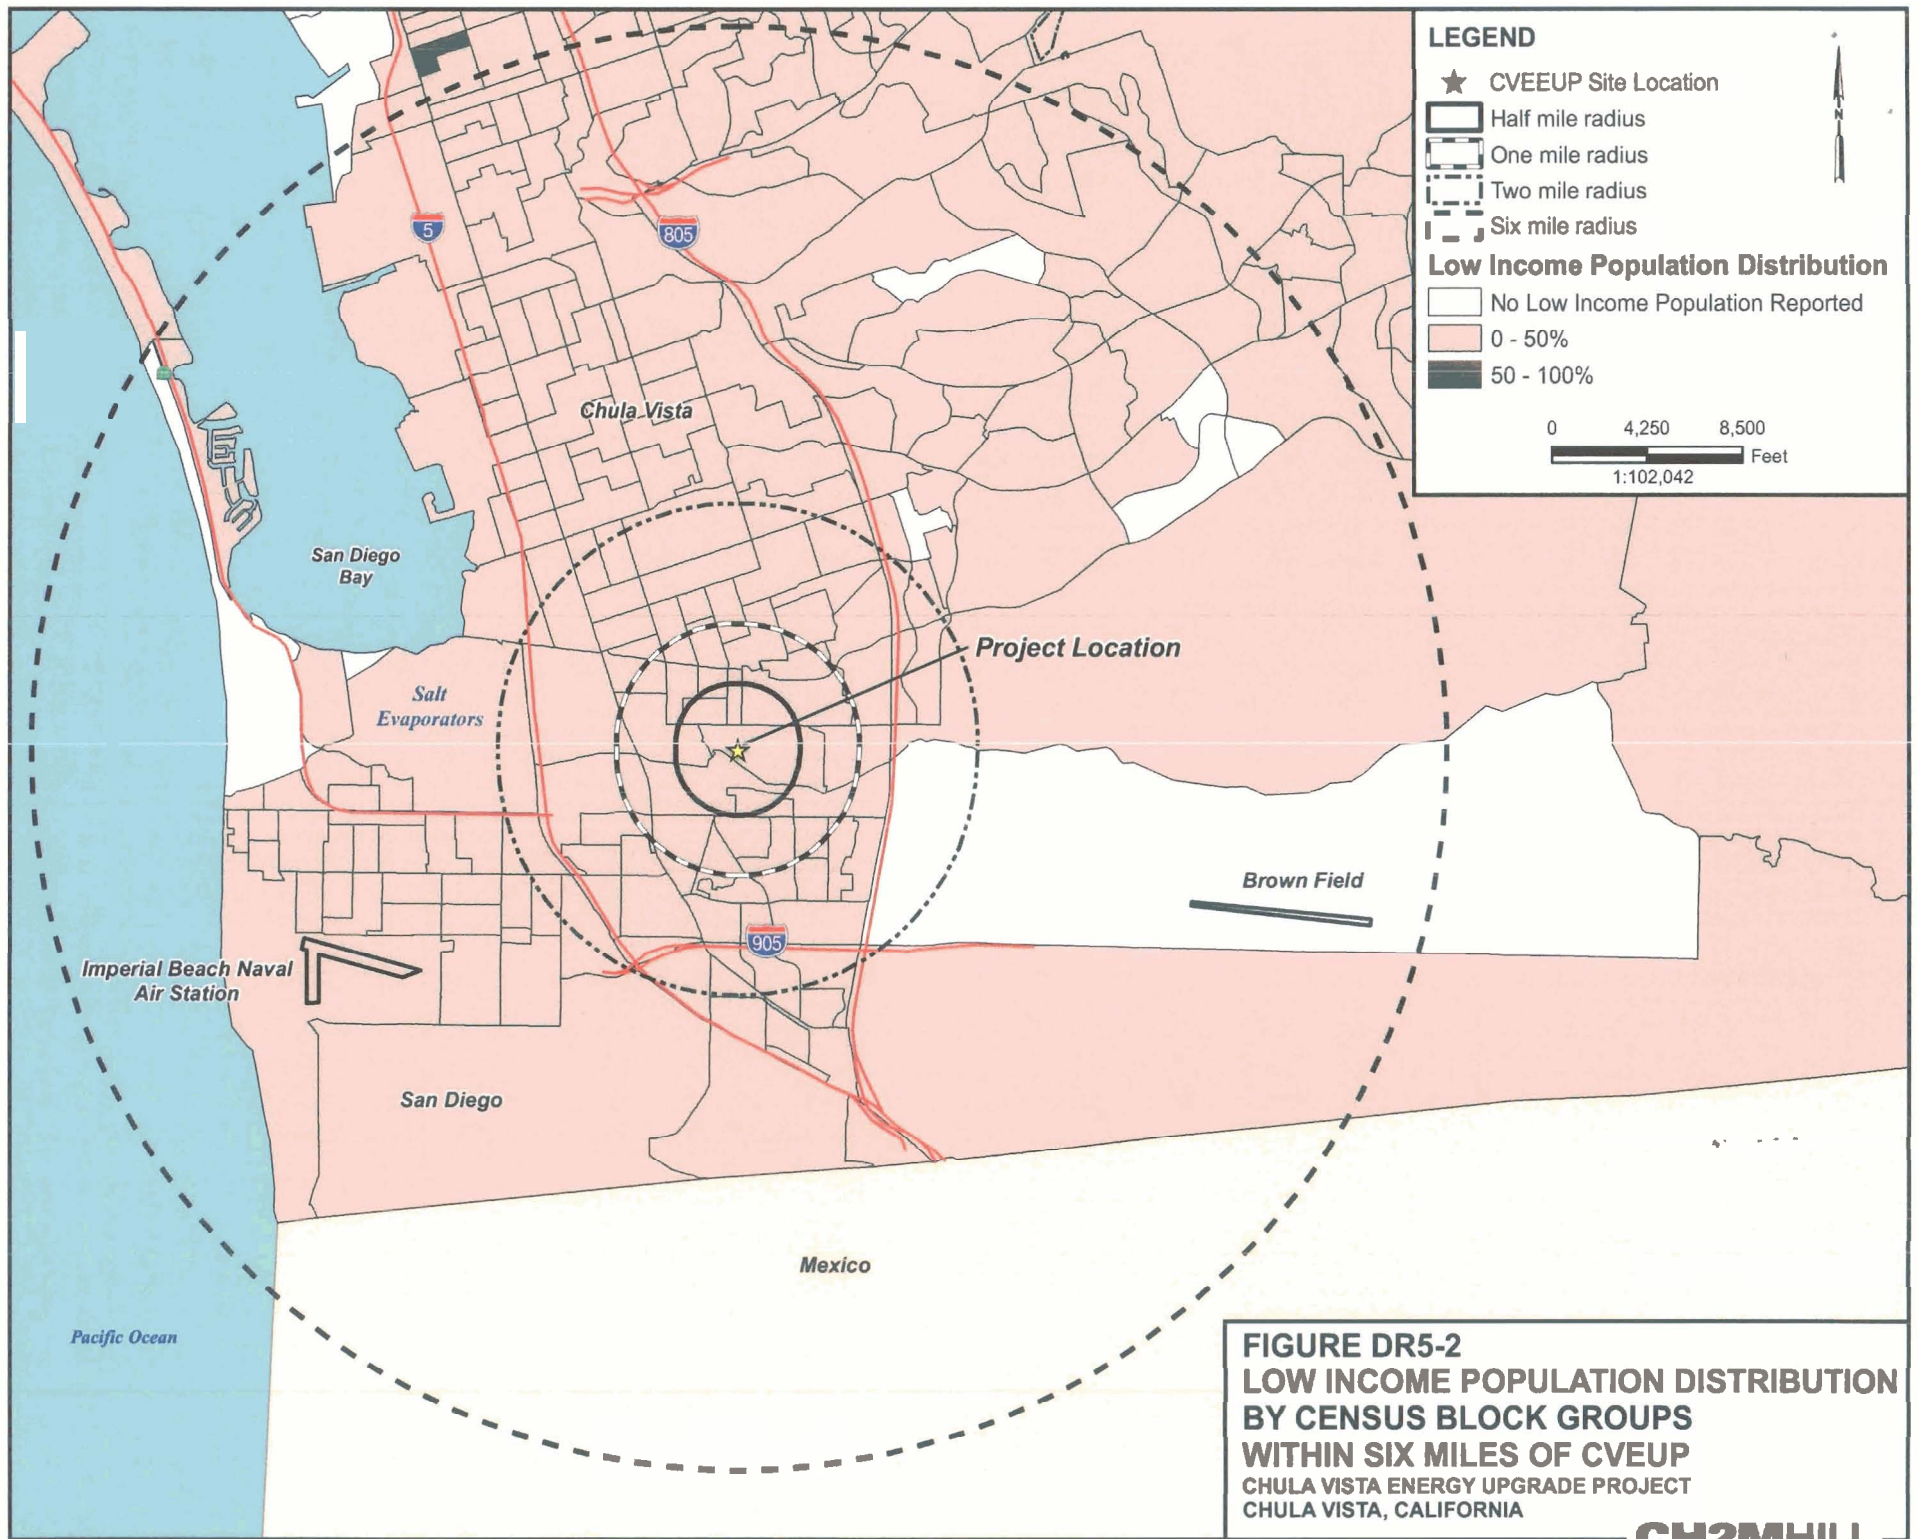 LEGEND
CVEEUP Site Location
Half mile radius
One mile radius
Two mile radius
Six mile radius
Low Income Population Distribution
No Low Income Population Reported
0 - 50%
50 - 100%
0 4,250 8,500
Feet
1:102,042
N
5
805
Chula Vista
San Diego
Bay
Project Location
Salt
Evaporators
Brown Field
905
Imperial Beach Naval
Air Station
San Diego
Mexico
Pacific Ocean
FIGURE DR5-2
LOW INCOME POPULATION DISTRIBUTION
BY CENSUS BLOCK GROUPS
WITHIN SIX MILES OF CVEUP
CHULA VISTA ENERGY UPGRADE PROJECT
CHULA VISTA, CALIFORNIA
CH2MHILL